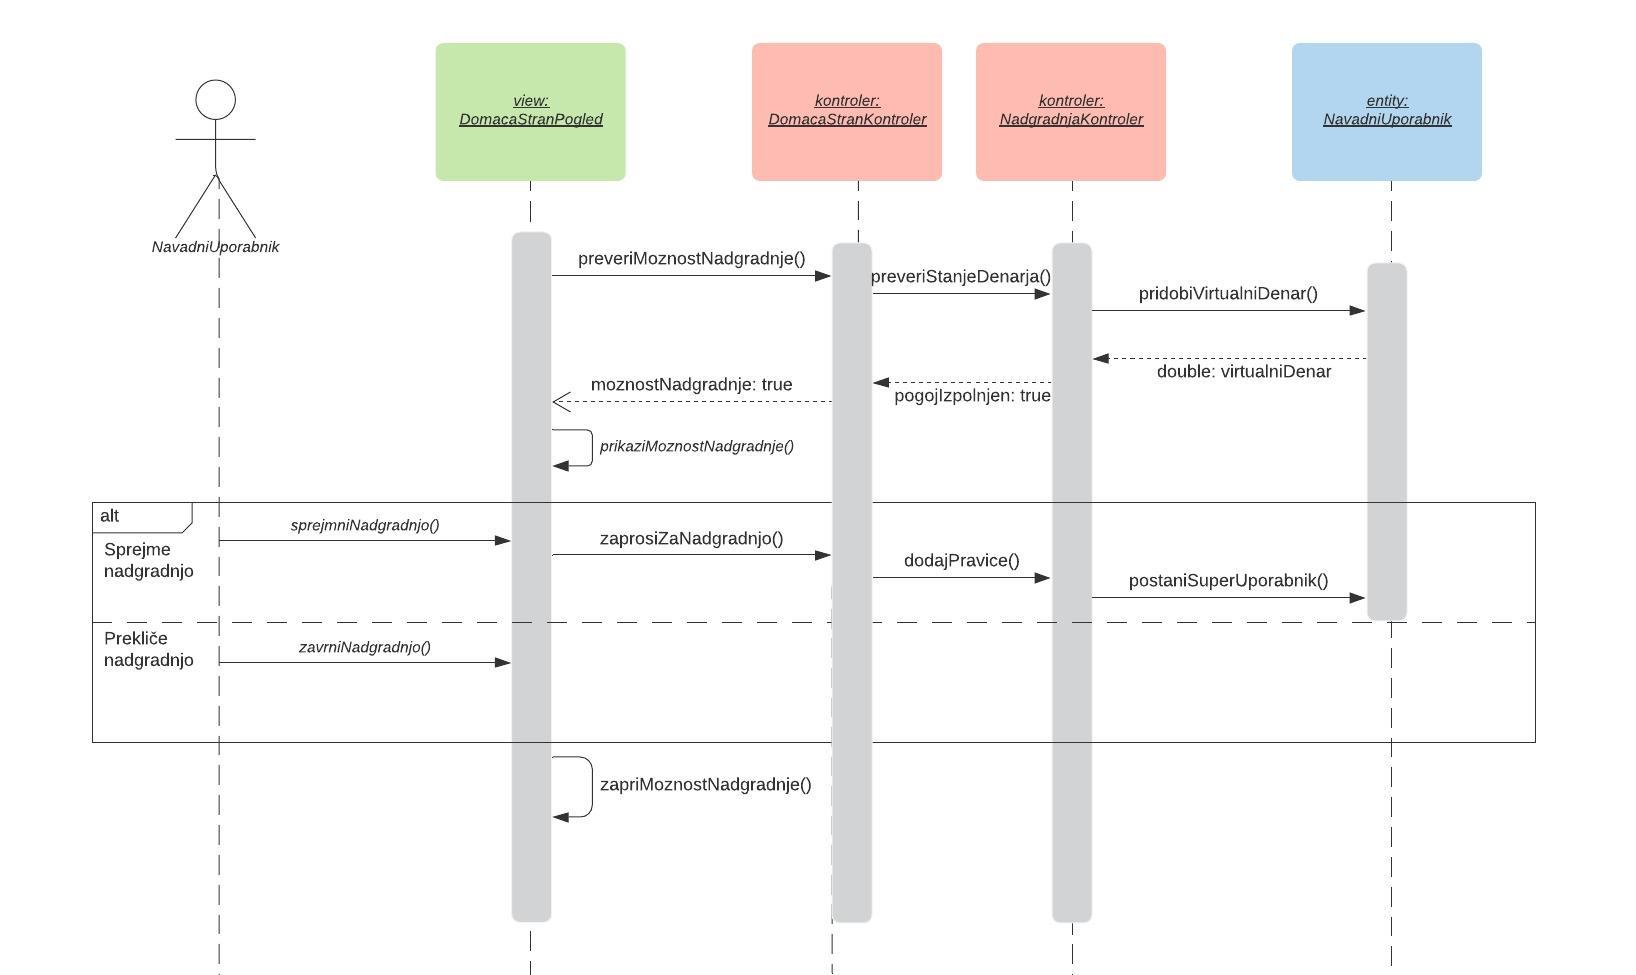 view:
DomacaStranPogled
kontroler:
DomacaStranKontroler
kontroler:
NadgradnjaKontroler
entity:
NavadniUporabnik
NavadniUporabnik
preveriMoznostNadgradnje()
preveriStanjeDenarja()
pridobiVirtualniDenar()
double: virtualniDenar
pogojIzpolnjen: true
moznostNadgradnje: true
prikaziMoznostNadgradnje()
alt
Sprejme
nadgradnjo
sprejmniNadgradnjo()
zaprosiZaNadgradnjo()
dodajPravice()
postaniSuperUporabnik()
Prekliče
nadgradnjo
zavrniNadgradnjo()
zapriMoznostNadgradnje()